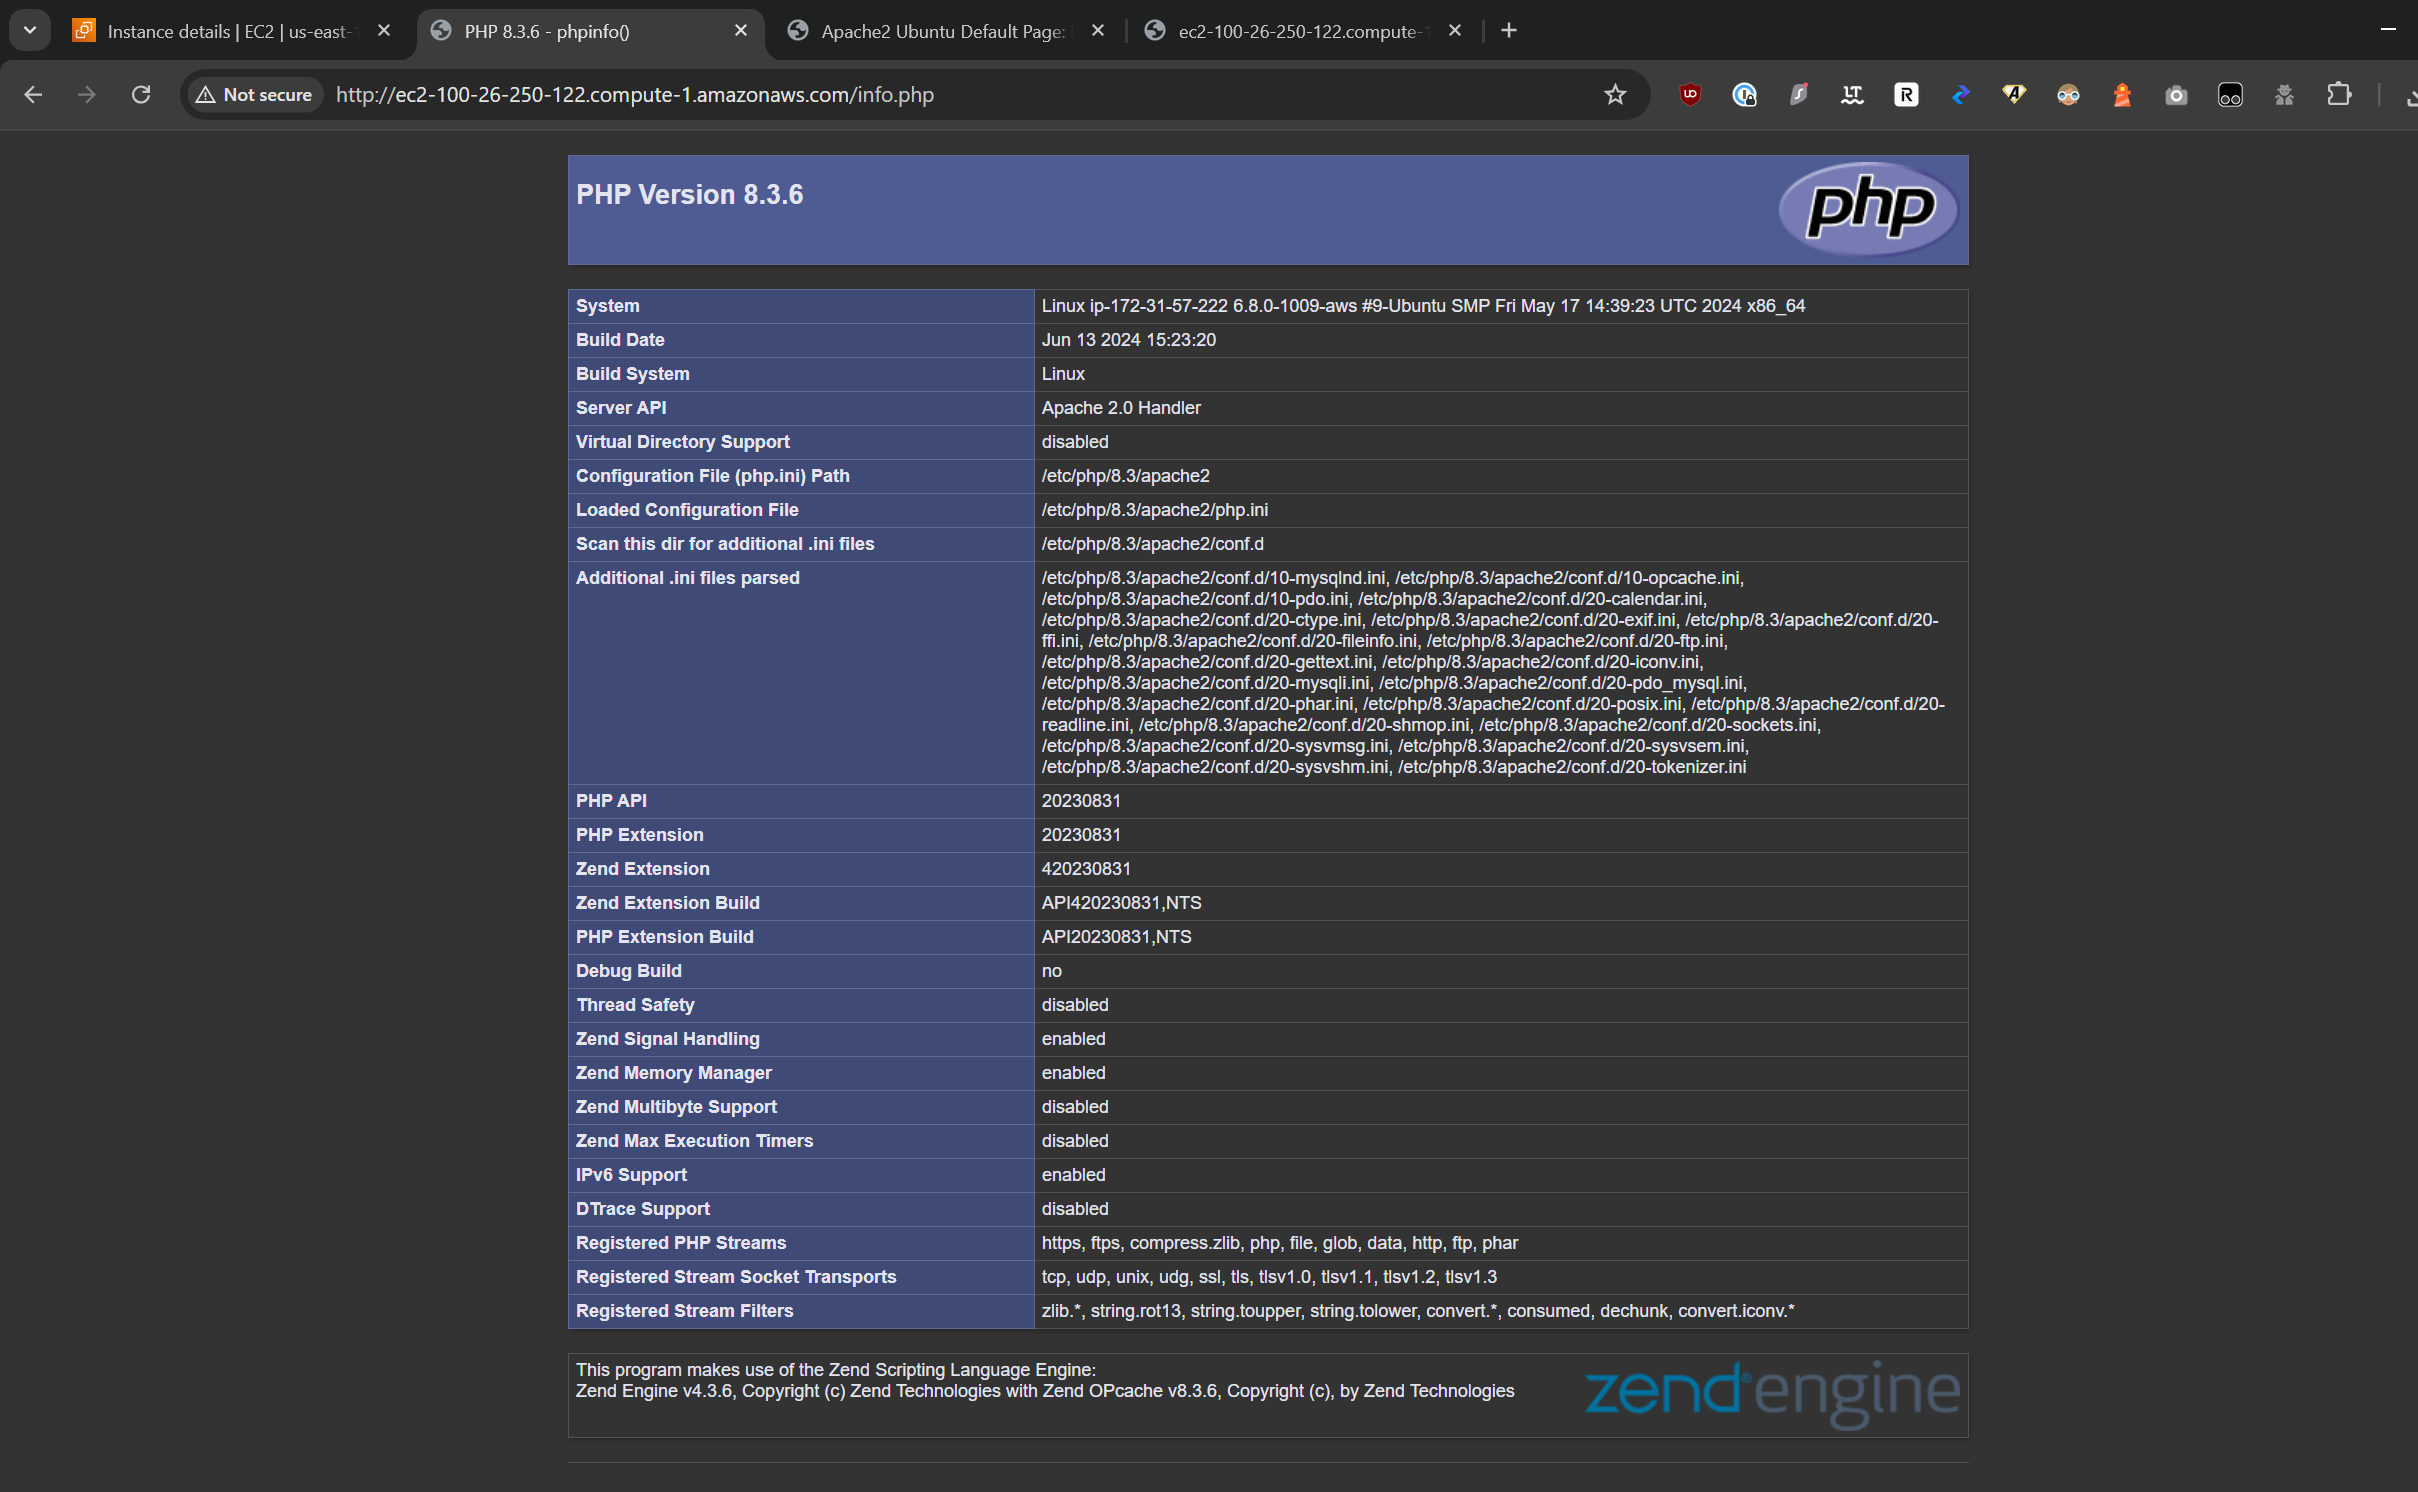 Instance details | EC2 | us-east-
PHP 8.3.6 - phpinfo()
Apache2 Ubuntu Default Page:
ec2-100-26-250-122.compute-1
Not secure
http://ec2-100-26-250-122.compute-1.amazonaws.com/info.php
PHP Version 8.3.6
php
System Linux ip-172-31-57-222 6.8.0-1009-aws #9-Ubuntu SMP Fri May 17 14:39:23 UTC 2024 x86_64
Build Date Jun 13 2024 15:23:20
Build System Linux
Server API Apache 2.0 Handler
Virtual Directory Support disabled
Configuration File (php.ini) Path /etc/php/8.3/apache2
Loaded Configuration File /etc/php/8.3/apache2/php.ini
Scan this dir for additional .ini files /etc/php/8.3/apache2/conf.d
Additional .ini files parsed /etc/php/8.3/apache2/conf.d/10-mysqlnd.ini, /etc/php/8.3/apache2/conf.d/10-opcache.ini,
/etc/php/8.3/apache2/conf.d/10-pdo.ini, /etc/php/8.3/apache2/conf.d/20-calendar.ini,
/etc/php/8.3/apache2/conf.d/20-ctype.ini, /etc/php/8.3/apache2/conf.d/20-exif.ini, /etc/php/8.3/apache2/conf.d/20-
ffi.ini, /etc/php/8.3/apache2/conf.d/20-fileinfo.ini, /etc/php/8.3/apache2/conf.d/20-ftp.ini,
/etc/php/8.3/apache2/conf.d/20-gettext.ini, /etc/php/8.3/apache2/conf.d/20-iconv.ini,
/etc/php/8.3/apache2/conf.d/20-mysqli.ini, /etc/php/8.3/apache2/conf.d/20-pdo_mysql.ini,
/etc/php/8.3/apache2/conf.d/20-phar.ini, /etc/php/8.3/apache2/conf.d/20-posix.ini, /etc/php/8.3/apache2/conf.d/20-
readline.ini, /etc/php/8.3/apache2/conf.d/20-shmop.ini, /etc/php/8.3/apache2/conf.d/20-sockets.ini,
/etc/php/8.3/apache2/conf.d/20-sysvmsg.ini, /etc/php/8.3/apache2/conf.d/20-sysvsem.ini,
/etc/php/8.3/apache2/conf.d/20-sysvshm.ini, /etc/php/8.3/apache2/conf.d/20-tokenizer.ini
PHP API 20230831
PHP Extension 20230831
Zend Extension 420230831
Zend Extension Build API420230831,NTS
PHP Extension Build API20230831,NTS
Debug Build no
Thread Safety disabled
Zend Signal Handling enabled
Zend Memory Manager enabled
Zend Multibyte Support disabled
Zend Max Execution Timers disabled
IPv6 Support enabled
DTrace Support disabled
Registered PHP Streams https, ftps, compress.zlib, php, file, glob, data, http, ftp, phar
Registered Stream Socket Transports tcp, udp, unix, udg, ssl, tls, tlsv1.0, tlsv1.1, tlsv1.2, tlsv1.3
Registered Stream Filters zlib.*, string.rot13, string.toupper, string.tolower, convert.*, consumed, dechunk, convert.iconv.*
This program makes use of the Zend Scripting Language Engine:
Zend Engine v4.3.6, Copyright (c) Zend Technologies with Zend OPcache v8.3.6, Copyright (c), by Zend Technologies
zend®engine